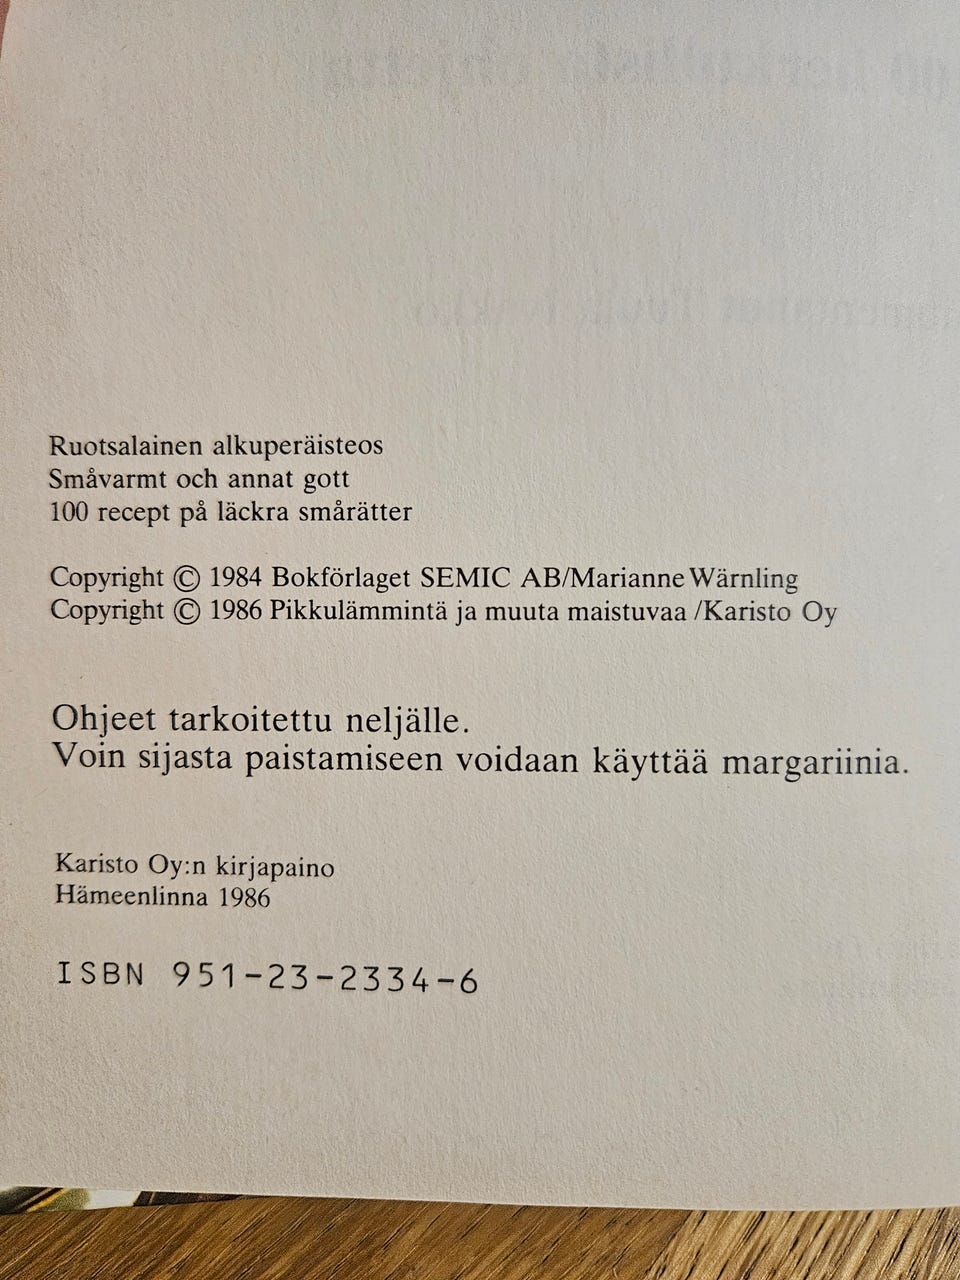 Ruotsalainen alkuperäisteos
Småvarmt och annat gott
100 recept på läckra smårätter
Copyright © 1984 Bokförlaget SEMIC AB/Marianne Wärnling
Copyright © 1986 Pikkulämmintä ja muuta maistuvaa /Karisto Oy
Ohjeet tarkoitettu neljälle.
Voin sijasta paistamiseen voidaan käyttää margariinia.
Karisto Oy:n kirjapaino
Hämeenlinna 1986
ISBN 951-23-2334-6